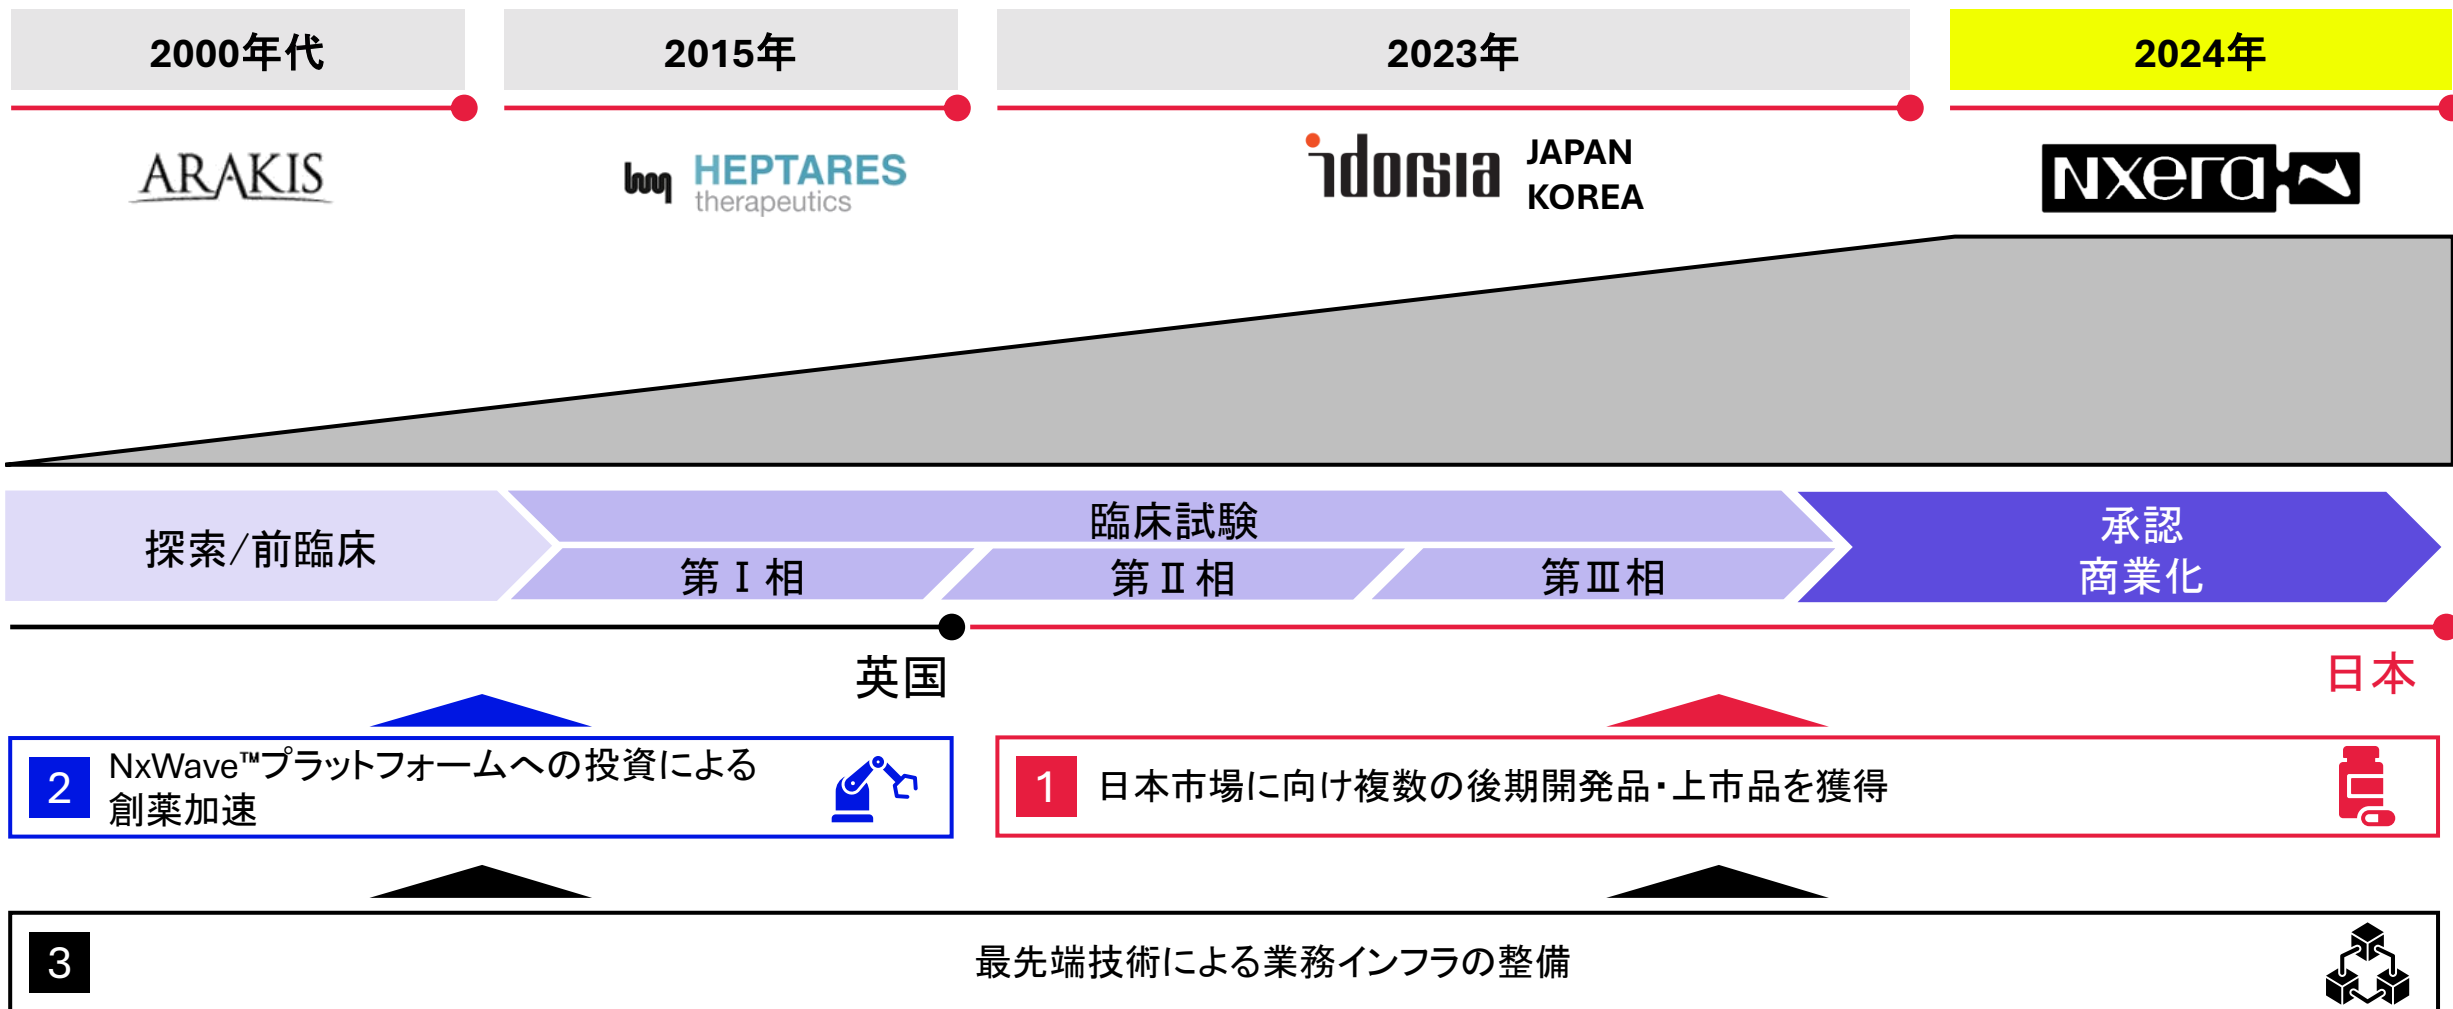 2000年代
2015年
2023年
2024年
ARAKIS
HEPTARES
therapeutics
idorsia
JAPAN
KOREA
NXera
探索/前臨床
臨床試験
第Ⅰ相
第Ⅱ相
第Ⅲ相
承認
商業化
英国
日本
2
NxWave™プラットフォームへの投資による
創薬加速
1
日本市場に向け複数の後期開発品・上市品を獲得
3
最先端技術による業務インフラの整備